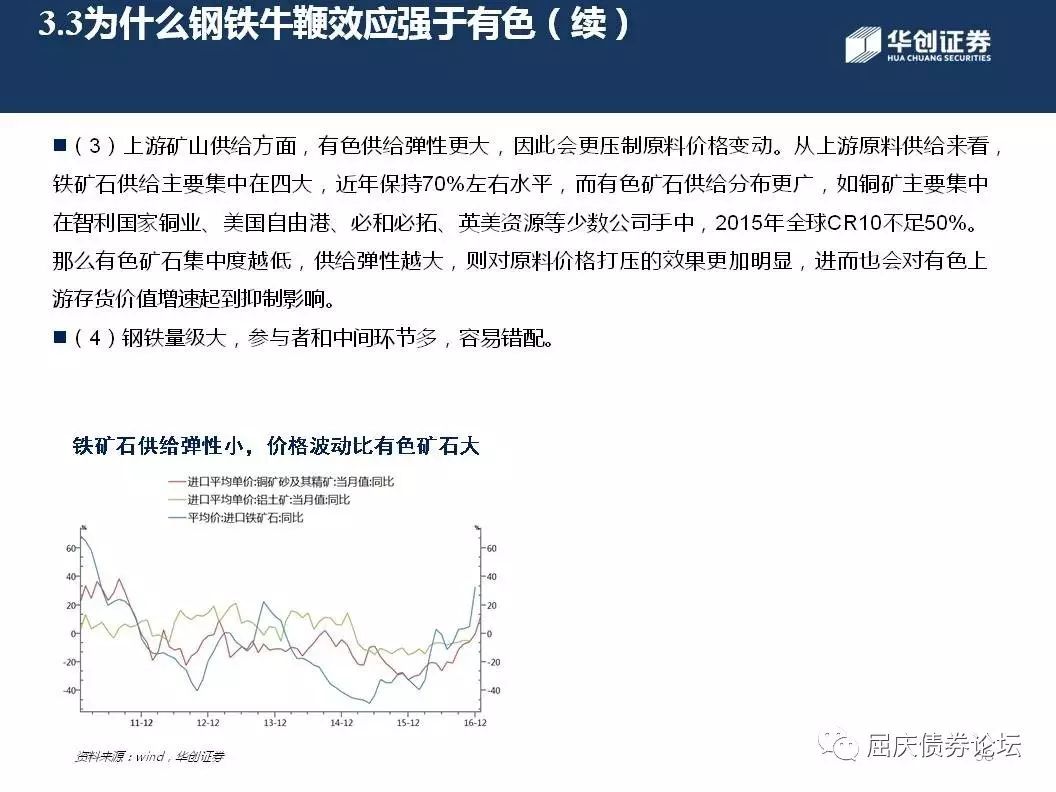 3.3为什么钢铁牛鞭效应强于有色（续）
华创证券
HUA CHUANG SECURITIES
■（3）上游矿山供给方面，有色供给弹性更大，因此会更压制原料价格变动。从上游原料供给来看，
铁矿石供给主要集中在四大，近年保持70%左右水平，而有色矿石供给分布更广，如铜矿主要集中
在智利国家铜业、美国自由港、必和必拓、英美资源等少数公司手中，2015年全球CR10不足50%。
那么有色矿石集中度越低，供给弹性越大，则对原料价格打压的效果更加明显，进而也会对有色上
游存货价值增速起到抑制影响。
■（4）钢铁量级大，参与者和中间环节多，容易错配。
铁矿石供给弹性小，价格波动比有色矿石大
进口平均单价:铜矿砂及其精矿:当月值:同比
进口平均单价:铝土矿:当月值:同比
平均价:进口铁矿石:同比
% %
60 60
40 40
20 20
0 0
-20 -20
-40 -40
11-12 12-12 13-12 14-12 15-12 16-12
资料来源：wind，华创证券
屈庆债券论坛